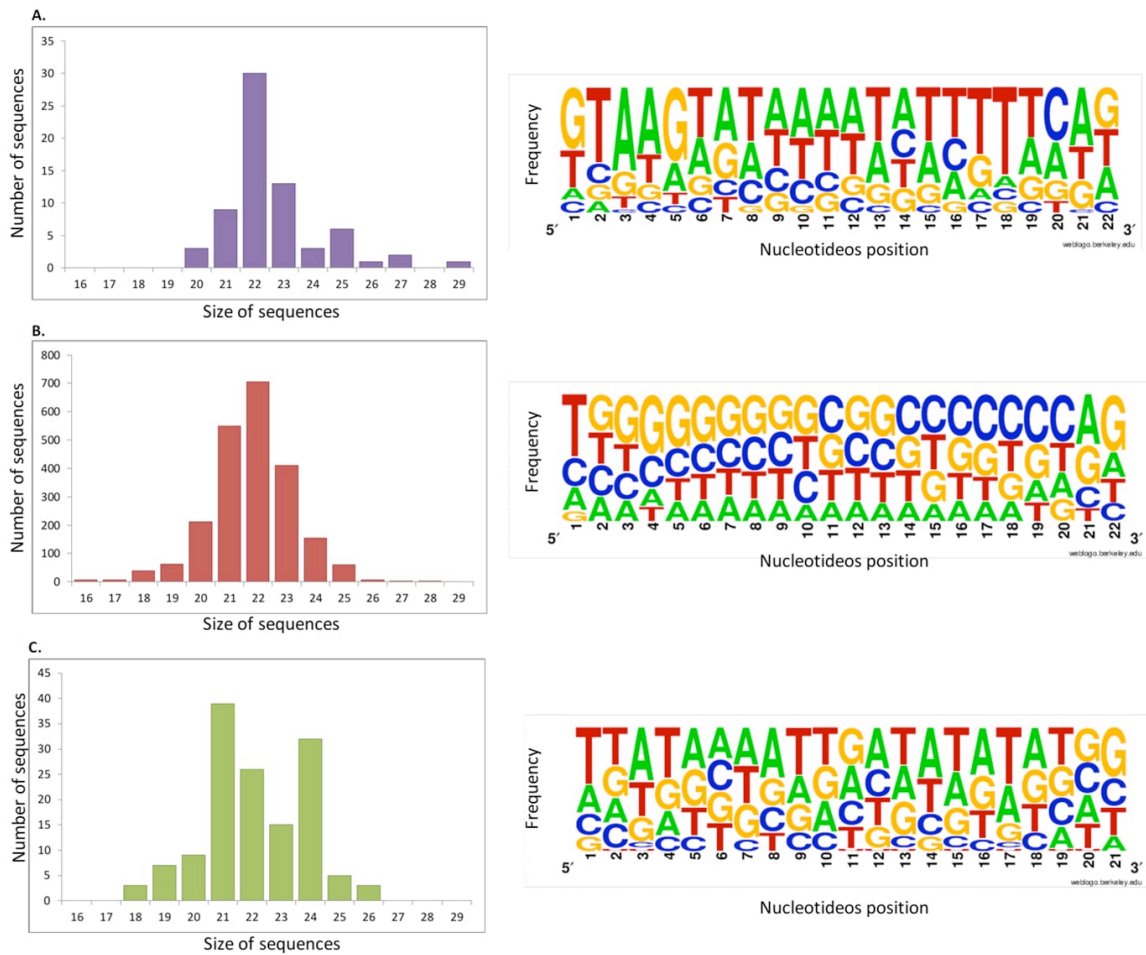 A.
Number of sequences
35
30
25
20
15
10
5
0
16 17 18 19 20 21 22 23 24 25 26 27 28 29
Size of sequences
Frequency
GTAAGTATAAAATATTTTTCAG
5′ 1 2 3 4 5 6 7 8 9 10 11 12 13 14 15 16 17 18 19 20 21 22 3′
Nucleotideos position
weblogo.berkeley.edu
B.
Number of sequences
800
700
600
500
400
300
200
100
0
16 17 18 19 20 21 22 23 24 25 26 27 28 29
Size of sequences
Frequency
TGGGGGGGGGCGGCCCCCCCAG
5′ 1 2 3 4 5 6 7 8 9 10 11 12 13 14 15 16 17 18 19 20 21 22 3′
Nucleotideos position
weblogo.berkeley.edu
C.
Number of sequences
45
40
35
30
25
20
15
10
5
0
16 17 18 19 20 21 22 23 24 25 26 27 28 29
Size of sequences
Frequency
TTATAAAATTGATATATATGG
5′ 1 2 3 4 5 6 7 8 9 10 11 12 13 14 15 16 17 18 19 20 21 3′
Nucleotideos position
weblogo.berkeley.edu